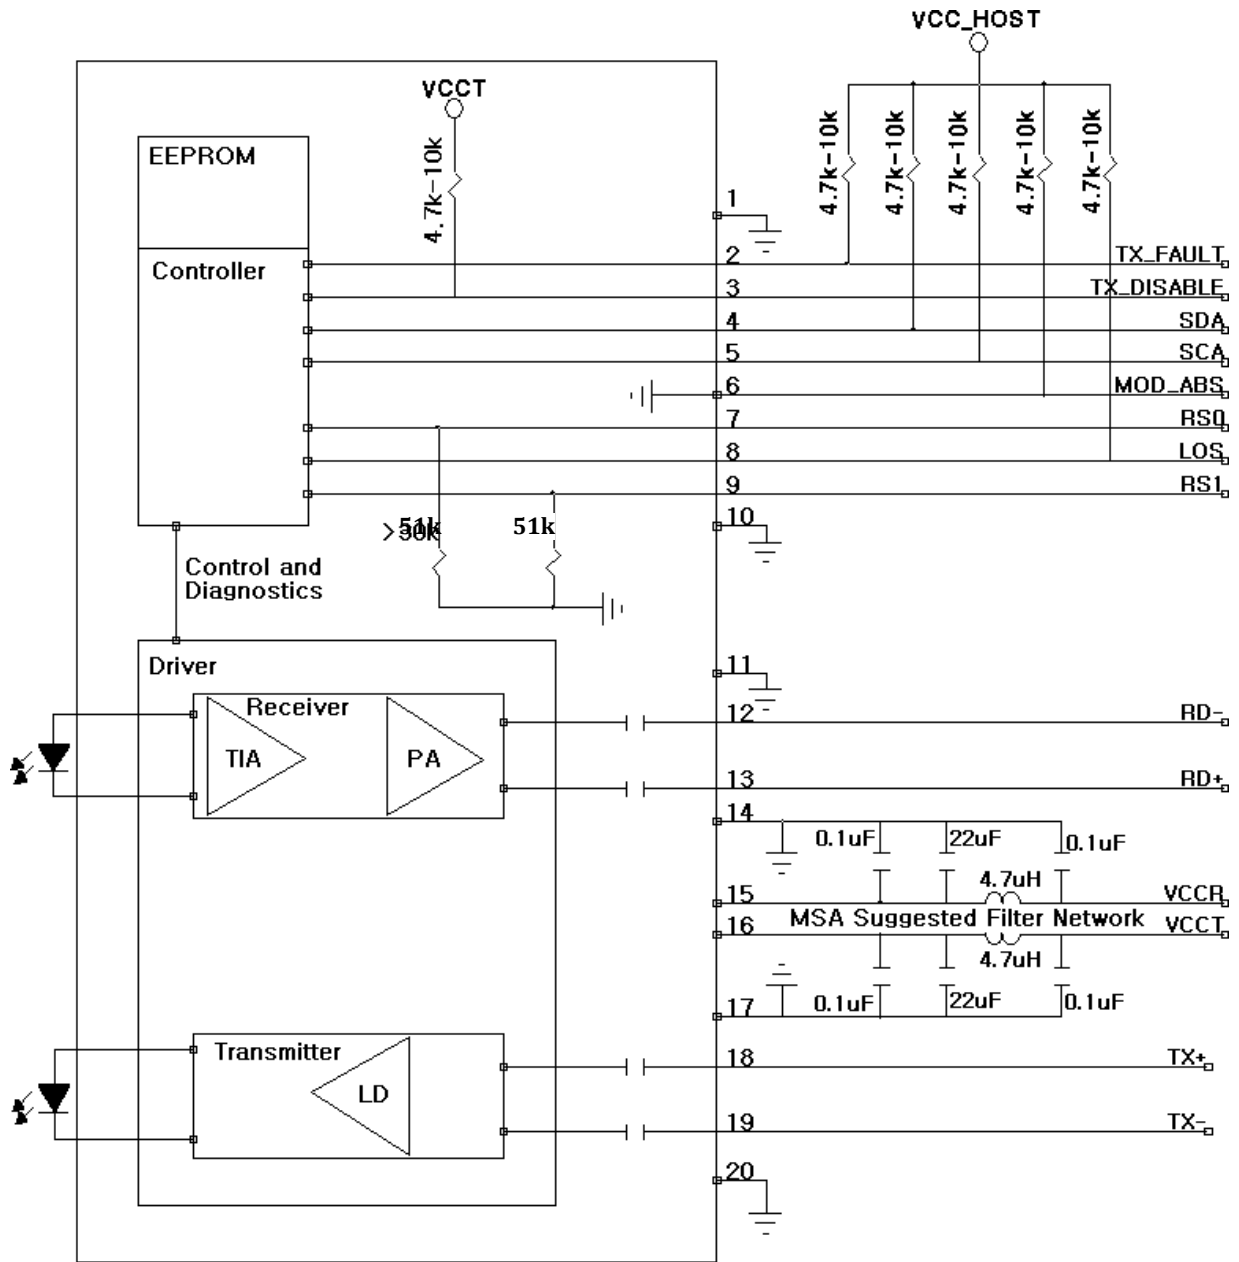 VCC_HOST
VCCT
4.7k-10k
4.7k-10k
4.7k-10k
4.7k-10k
4.7k-10k
4.7k-10k
EEPROM
Controller
1
2
TX_FAULT
3
TX_DISABLE
4
SDA
5
SCA
6
MOD_ABS
7
RS0
8
LOS
9
RS1
10
51k
51k
Control and
Diagnostics
Driver
Receiver
TIA
PA
11
12
RD-
13
RD+
14
0.1uF
22uF
0.1uF
4.7uH
15
VCCR
MSA Suggested Filter Network
16
VCCT
4.7uH
0.1uF
22uF
0.1uF
17
Transmitter
LD
18
TX+
19
TX-
20